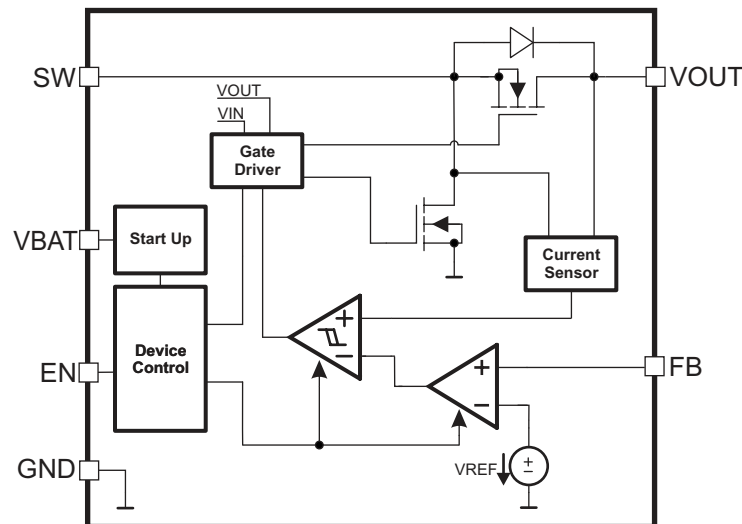 SW
VOUT
VOUT
VIN
Gate
Driver
VBAT
Start Up
Current
Sensor
Device
Control
+
−
EN
FB
+
−
GND
VREF
+
−